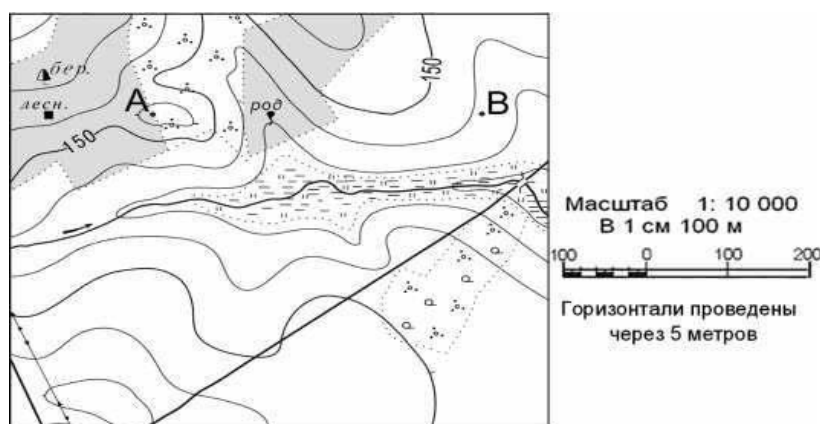 бер.
лесн.
А
род
В
150
150
Масштаб 1: 10 000
В 1 см 100 м
100 0 100 200
Горизонтали проведены
через 5 метров